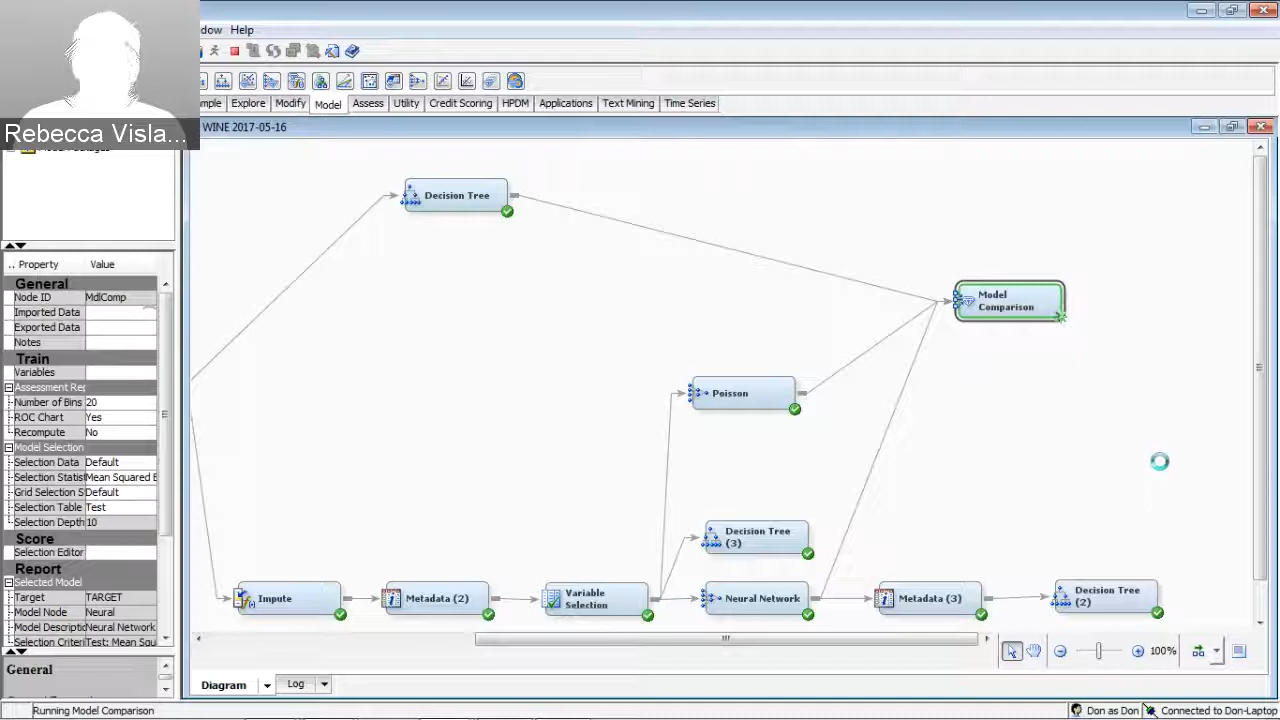 dow Help
mple Explore Modify Model Assess Utility Credit Scoring HPDM Applications Text Mining Time Series
Rebecca Visla...
WINE 2017-05-16
.. Property Value
General
Node ID MdlComp
Imported Data
Exported Data
Notes
Train
Variables
Assessment Rep
Number of Bins 20
ROC Chart Yes
Recompute No
Model Selection
Selection Data Default
Selection Statist Mean Squared E
Grid Selection S Default
Selection Table Test
Selection Depth 10
Score
Selection Editor
Report
Selected Model
Target TARGET
Model Node Neural
Model Descripti Neural Network
Selection Criteri Test: Mean Squ
General
Decision Tree
Model
Comparison
Poisson
Decision Tree
(3)
Impute
Metadata (2)
Variable
Selection
Neural Network
Metadata (3)
Decision Tree
(2)
100%
Diagram Log
Running Model Comparison
Don as Don Connected to Don-Laptop